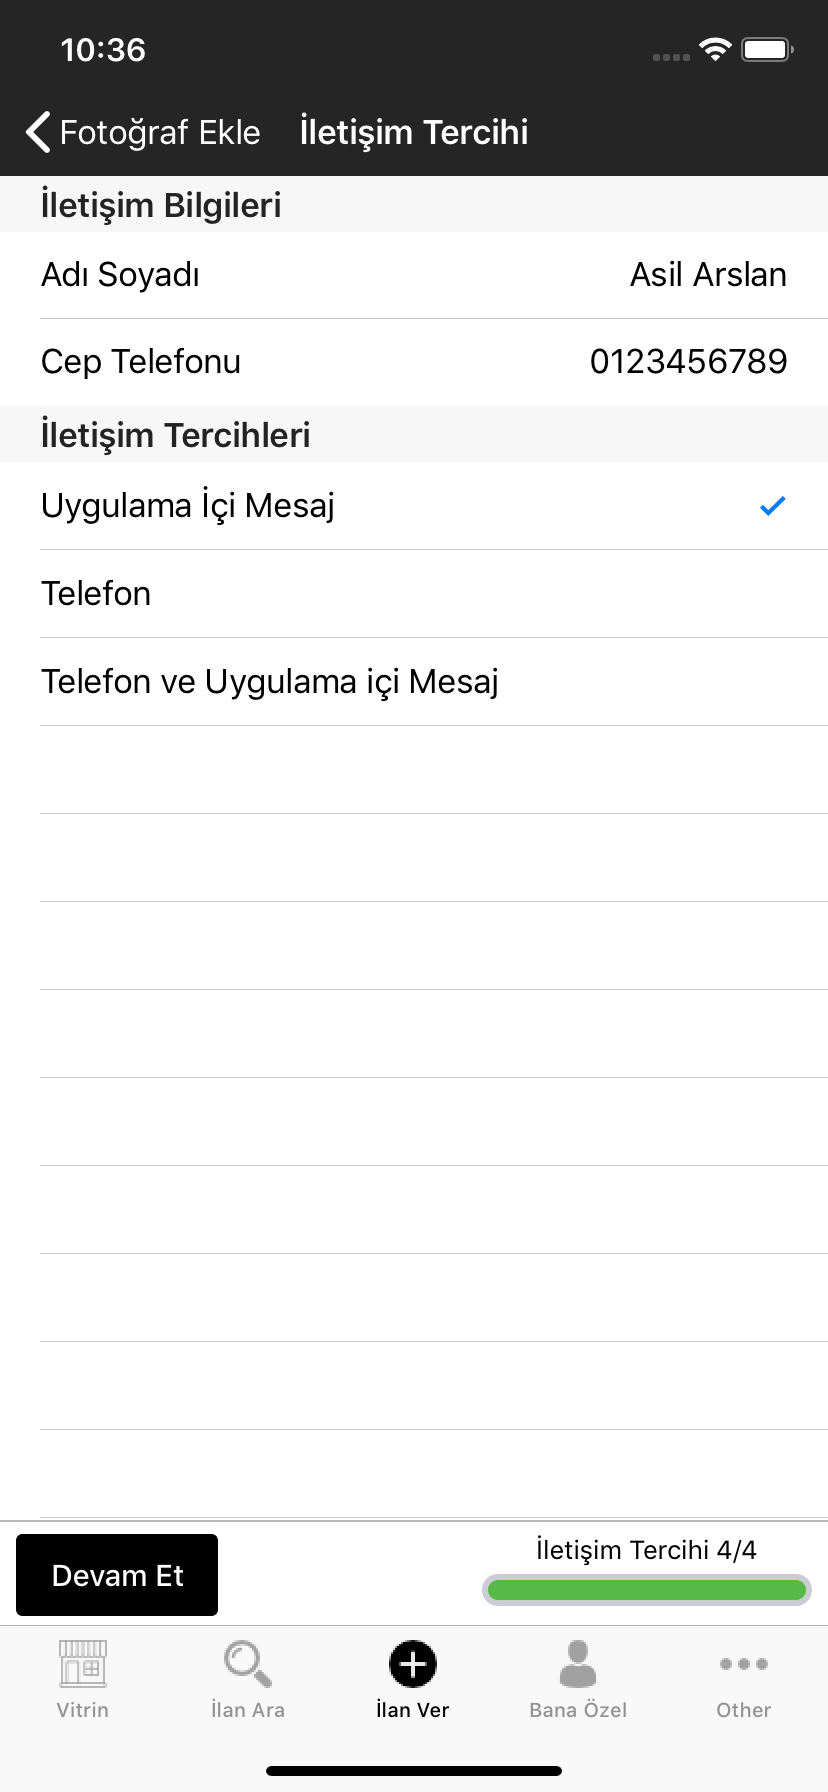 10:36
Fotoğraf Ekle İletişim Tercihi
İletişim Bilgileri
Adı Soyadı Asil Arslan
Cep Telefonu 0123456789
İletişim Tercihleri
Uygulama İçi Mesaj
Telefon
Telefon ve Uygulama içi Mesaj
İletişim Tercihi 4/4
Devam Et
Vitrin İlan Ara İlan Ver Bana Özel Other